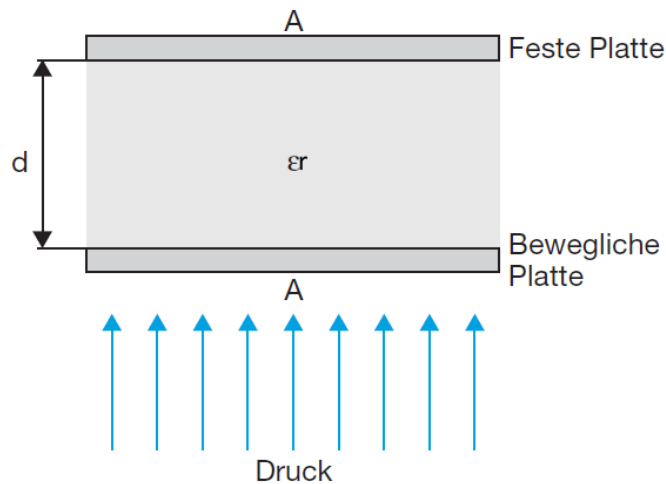 A
Feste Platte
d
εr
Bewegliche
Platte
A
Druck